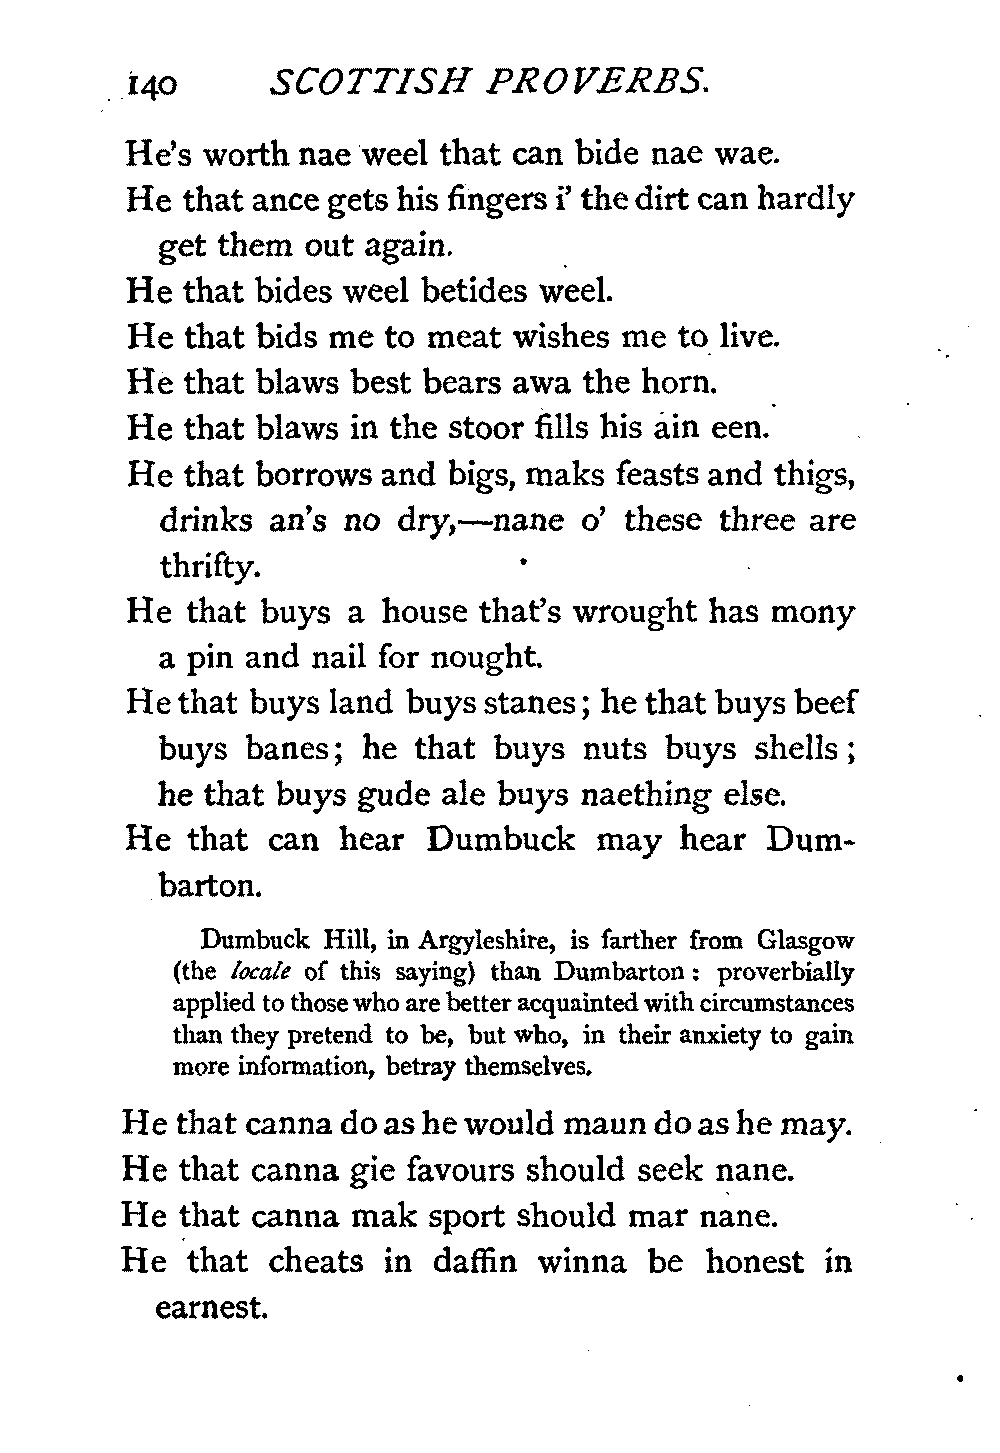 140 SCOTTISH PROVERBS.
He's worth nae weel that can bide nae wae.
He that ance gets his fingers i' the dirt can hardly
get them out again.
He that bides weel betides weel.
He that bids me to meat wishes me to live.
He that blaws best bears awa the horn.
He that blaws in the stoor fills his ain een.
He that borrows and bigs, maks feasts and thigs,
drinks an's no dry,—nane o' these three are
thrifty.
He that buys a house that's wrought has mony
a pin and nail for nought.
He that buys land buys stanes; he that buys beef
buys banes; he that buys nuts buys shells;
he that buys gude ale buys naething else.
He that can hear Dumbuck may hear Dum-
barton.
Dumbuck Hill, in Argyleshire, is farther from Glasgow
(the locale of this saying) than Dumbarton: proverbially
applied to those who are better acquainted with circumstances
than they pretend to be, but who, in their anxiety to gain
more information, betray themselves.
He that canna do as he would maun do as he may.
He that canna gie favours should seek nane.
He that canna mak sport should mar nane.
He that cheats in daffin winna be honest in
earnest.